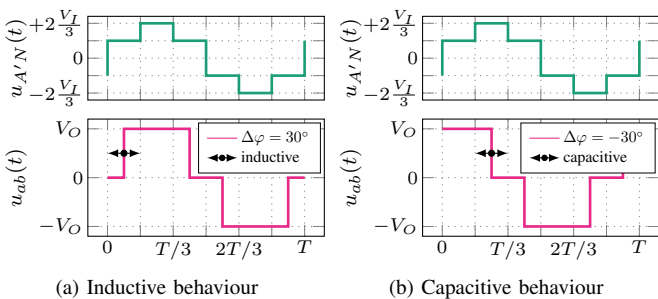 +2 V_I/3
0
−2 V_I/3
u_{A′N}(t)
V_O
0
−V_O
u_{ab}(t)
Δφ = 30°
inductive
0 T/3 2T/3 T
(a) Inductive behaviour
+2 V_I/3
0
−2 V_I/3
u_{A′N}(t)
V_O
0
−V_O
u_{ab}(t)
Δφ = −30°
capacitive
0 T/3 2T/3 T
(b) Capacitive behaviour